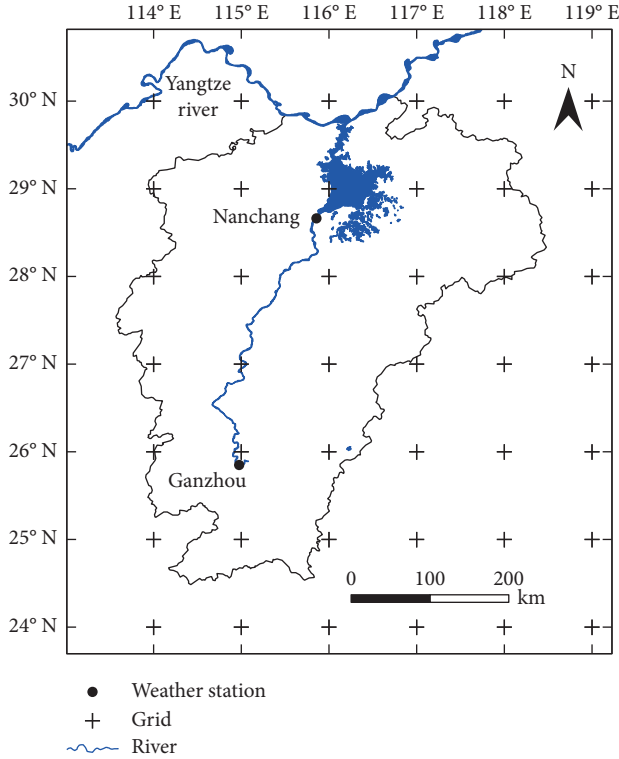 114° E 115° E 116° E 117° E 118° E 119° E
Yangtze
river
N
30° N
29° N
Nanchang
28° N
27° N
26° N
Ganzhou
25° N
0 100 200
km
24° N
Weather station
Grid
River